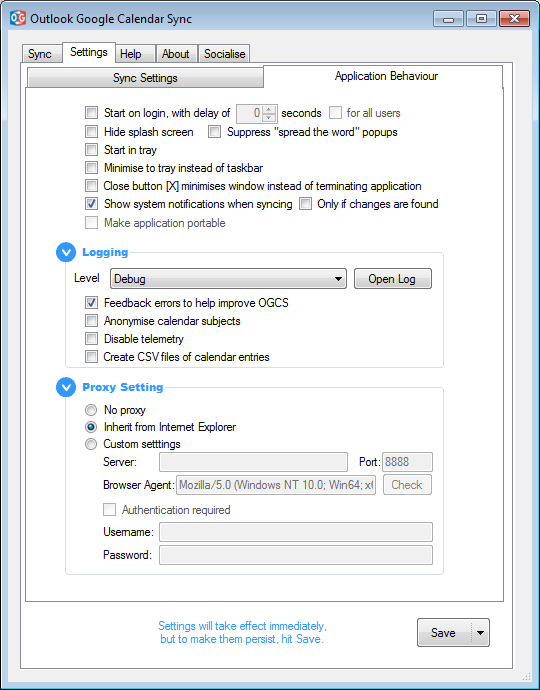 OG Outlook Google Calendar Sync
Sync Settings Help About Socialise
Sync Settings Application Behaviour
Start on login, with delay of 0 seconds for all users
Hide splash screen Suppress "spread the word" popups
Start in tray
Minimise to tray instead of taskbar
Close button [X] minimises window instead of terminating application
Show system notifications when syncing Only if changes are found
Make application portable
Logging
Level Debug Open Log
Feedback errors to help improve OGCS
Anonymise calendar subjects
Disable telemetry
Create CSV files of calendar entries
Proxy Setting
No proxy
Inherit from Internet Explorer
Custom setttings
Server: Port: 8888
Browser Agent: Mozilla/5.0 (Windows NT 10.0; Win64; x6 Check
Authentication required
Username:
Password:
Settings will take effect immediately,
but to make them persist, hit Save.
Save